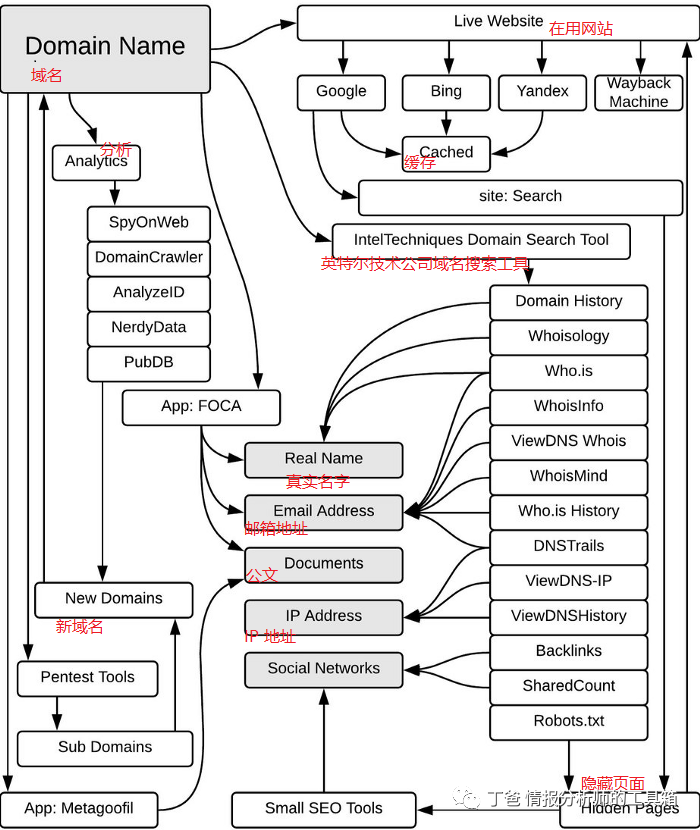 Domain Name
域名
Live Website
在用网站
Google
Bing
Yandex
Wayback
Machine
Cached
缓存
分析
Analytics
site: Search
SpyOnWeb
DomainCrawler
AnalyzeID
NerdyData
PubDB
IntelTechniques Domain Search Tool
英特尔技术公司域名搜索工具
Domain History
Whoisology
Who.is
WhoisInfo
ViewDNS Whois
WhoisMind
Who.is History
DNSTrails
ViewDNS-IP
ViewDNSHistory
Backlinks
SharedCount
Robots.txt
App: FOCA
Real Name
真实名字
Email Address
邮箱地址
Documents
公文
IP Address
IP 地址
Social Networks
New Domains
新域名
Pentest Tools
Sub Domains
App: Metagoofil
Small SEO Tools
隐藏页面
Hidden Pages
丁爸 情报分析师的工具箱